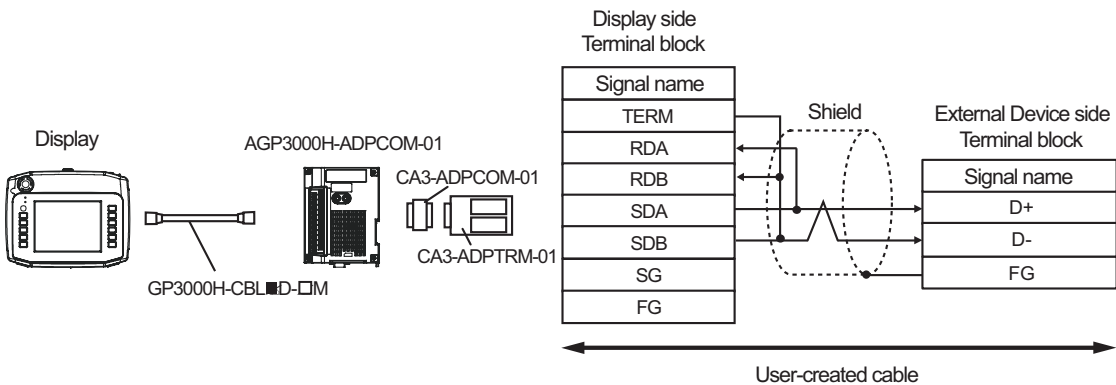 Display
GP3000H-CBL■D-□M
AGP3000H-ADPCOM-01
CA3-ADPCOM-01
CA3-ADPTRM-01
Display side
Terminal block
Signal name
TERM
RDA
RDB
SDA
SDB
SG
FG
Shield
External Device side
Terminal block
Signal name
D+
D-
FG
User-created cable